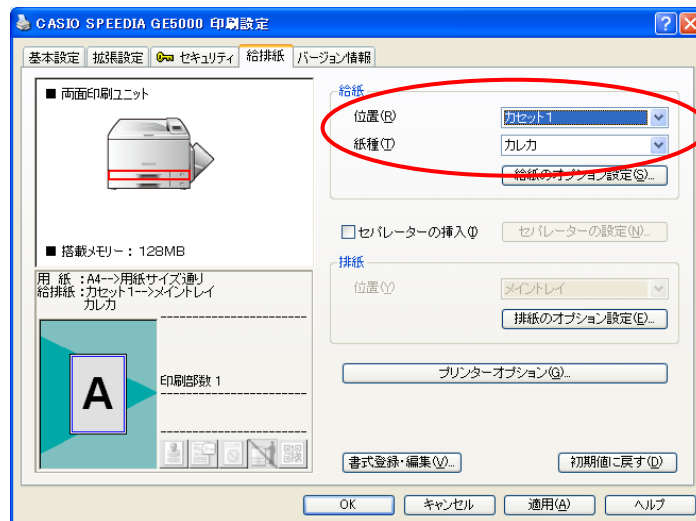 CASIO SPEEDIA GE5000 印刷設定
基本設定 拡張設定 セキュリティ 給排紙 バージョン情報
■ 両面印刷ユニット
■ 搭載メモリー：128MB
用 紙 ：A4-->用紙サイズ通り
給排紙：カセット1-->メイントレイ
カレカ
A
印刷部数 1
給紙
位置(R) カセット1
紙種(T) カレカ
給紙のオプション設定(S)...
セパレーターの挿入(I) セパレーターの設定(N)...
排紙
位置(Y) メイントレイ
排紙のオプション設定(E)...
プリンターオプション(G)...
書式登録・編集(V)... 初期値に戻す(D)
OK キャンセル 適用(A) ヘルプ